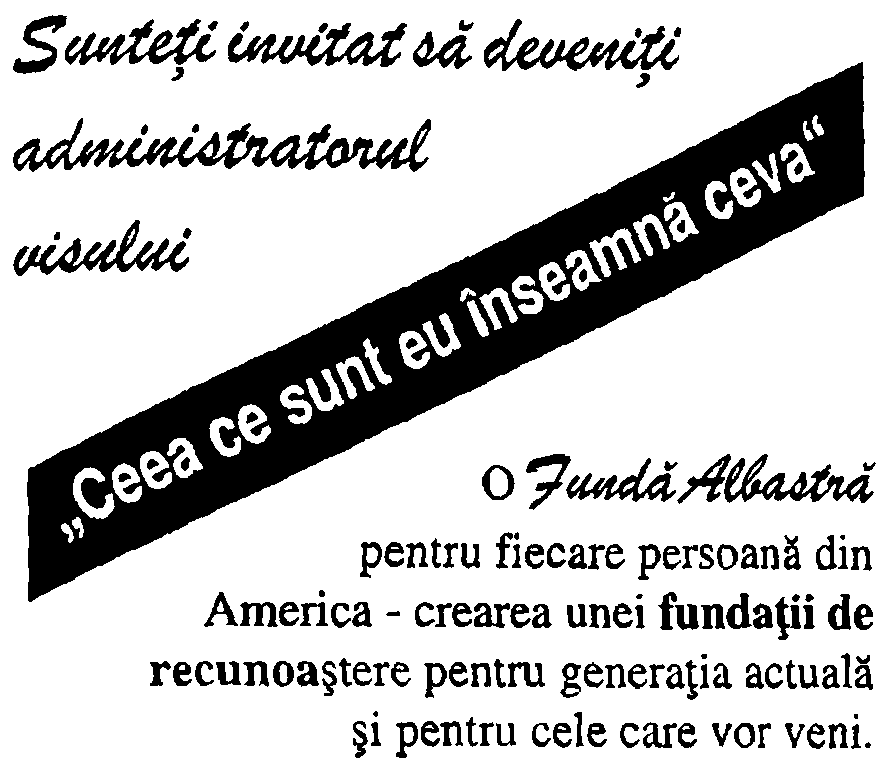 Sunteţi invitat să deveniţi
administratorul
visului
„Ceea ce sunt eu înseamnă ceva“
O Fundă Albastră
pentru fiecare persoană din
America - crearea unei fundaţii de
recunoaştere pentru generaţia actuală
şi pentru cele care vor veni.